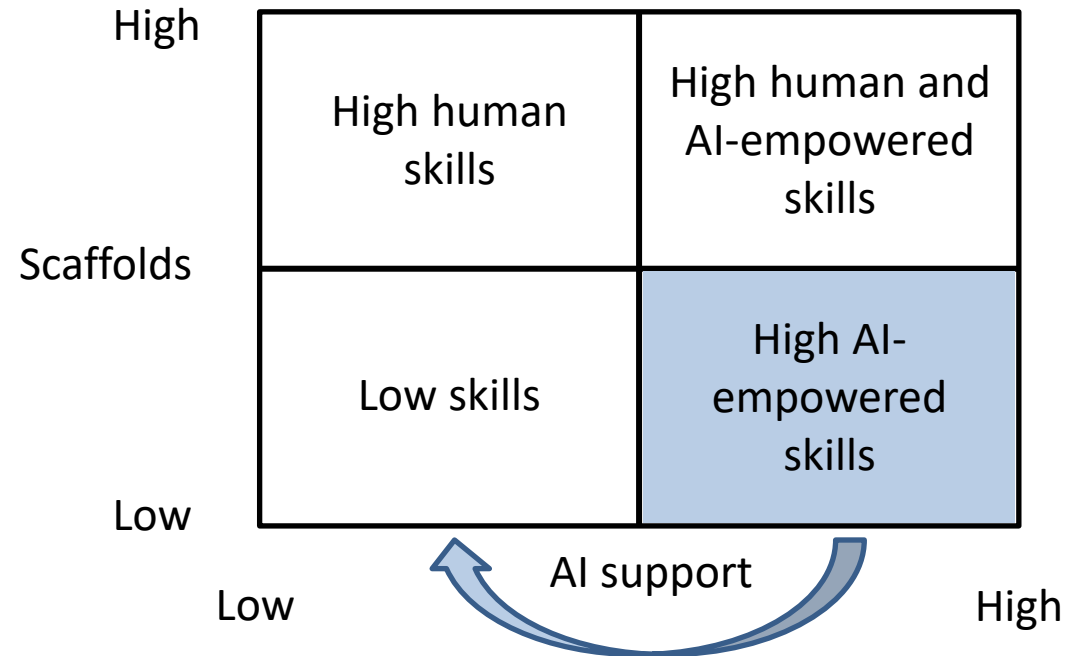 High
High human
skills
High human and
AI-empowered
skills
Scaffolds
Low skills
High AI-
empowered
skills
Low
AI support
Low
High